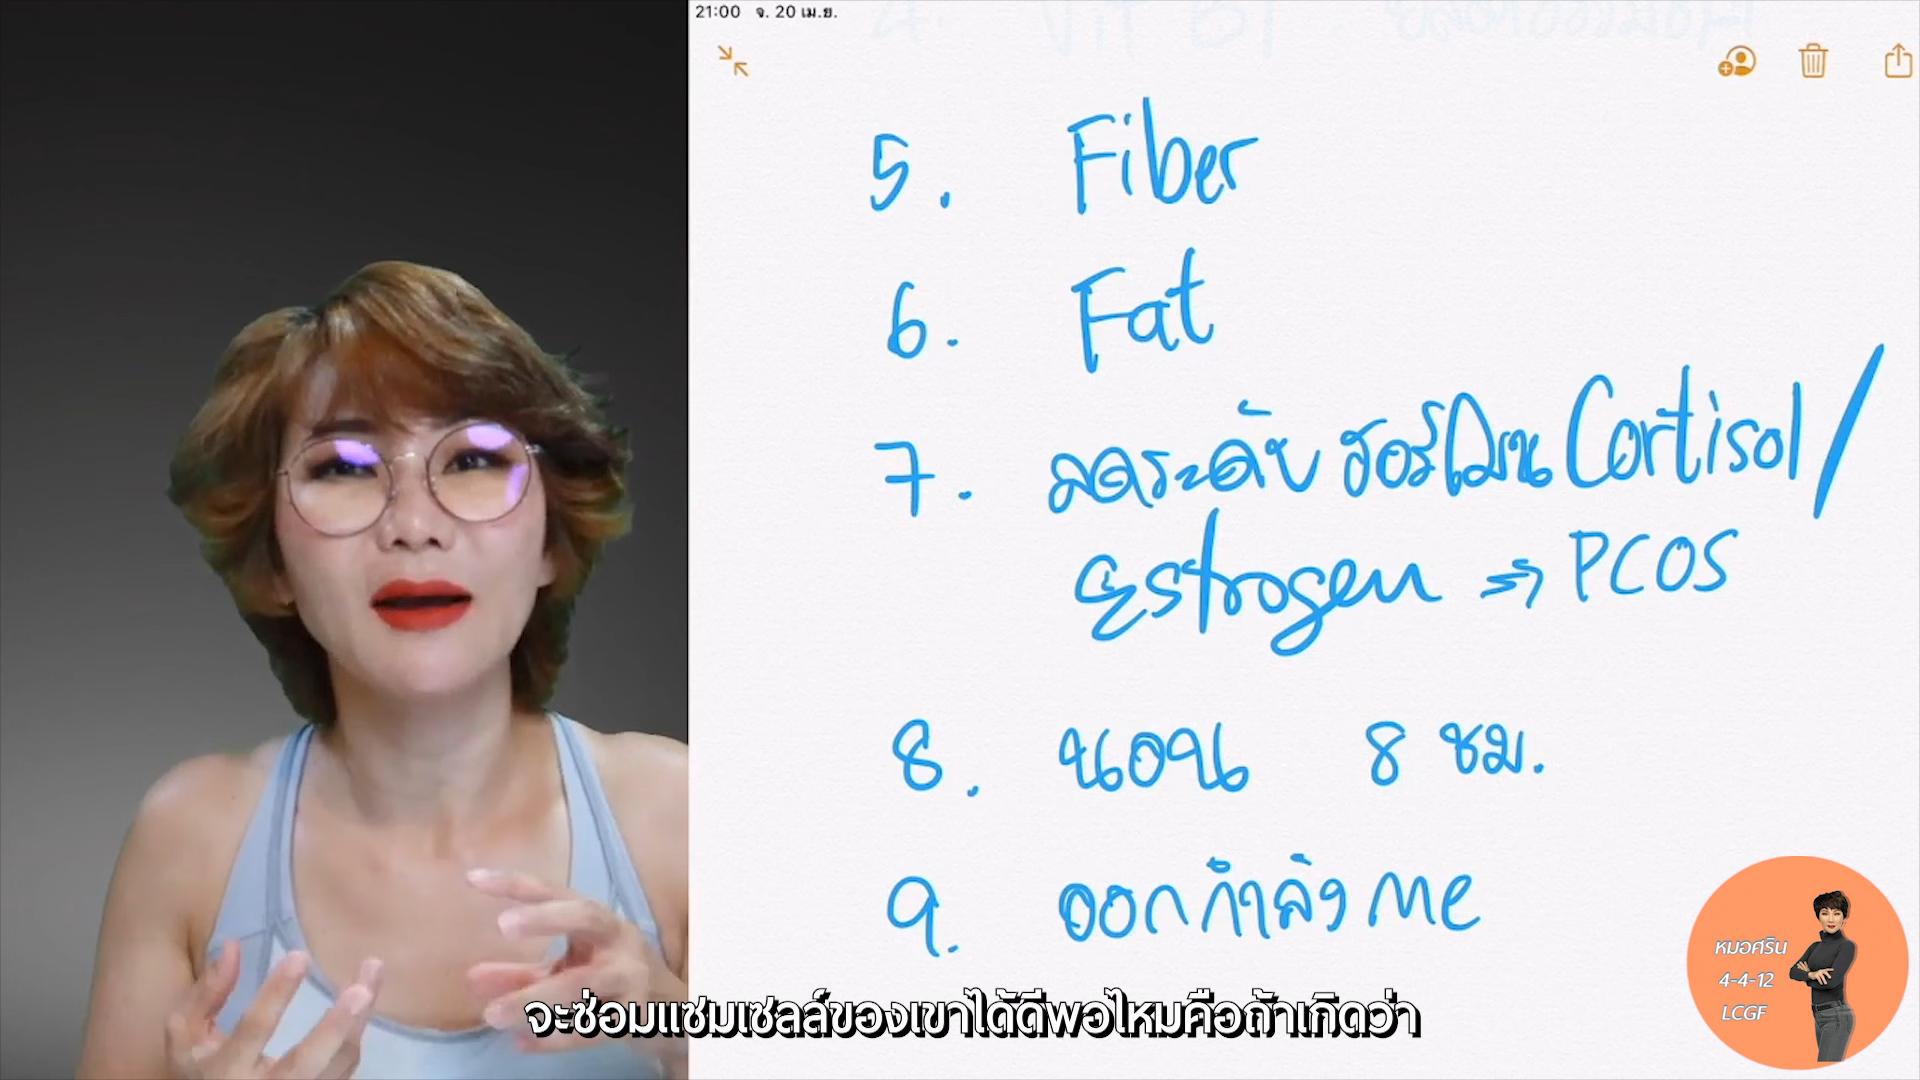 21:00 จ. 20 เม.ย.
4. Vit B1
5. Fiber
6. Fat
7. ลดระดับ ฮอร์โมน Cortisol /
Estrogen => PCOS
8. นอน 8 ชม.
9. ออกกำลังกาย
จะซ่อมแซมเซลล์ของเขาได้ดีพอไหมคือถ้าเกิดว่า
หมอศริน
4-4-12
LCGF